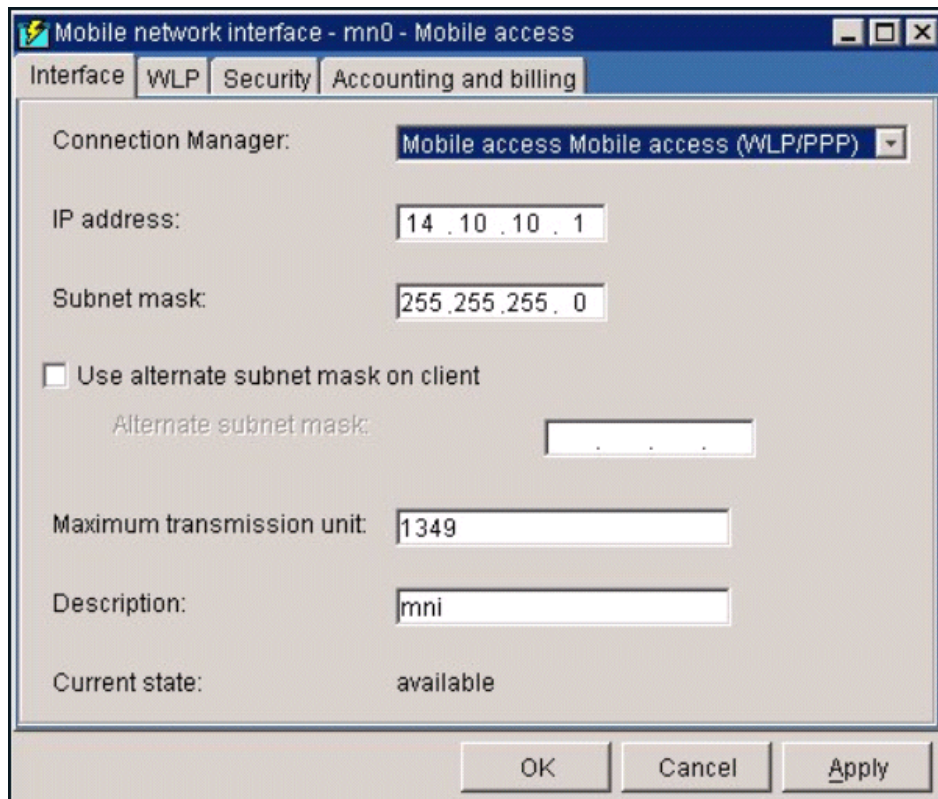 Mobile network interface - mn0 - Mobile access
Interface WLP Security Accounting and billing
Connection Manager: Mobile access Mobile access (WLP/PPP)
IP address: 14 . 10 . 10 . 1
Subnet mask: 255.255.255. 0
Use alternate subnet mask on client
Alternate subnet mask: . . .
Maximum transmission unit: 1349
Description: mni
Current state: available
OK Cancel Apply